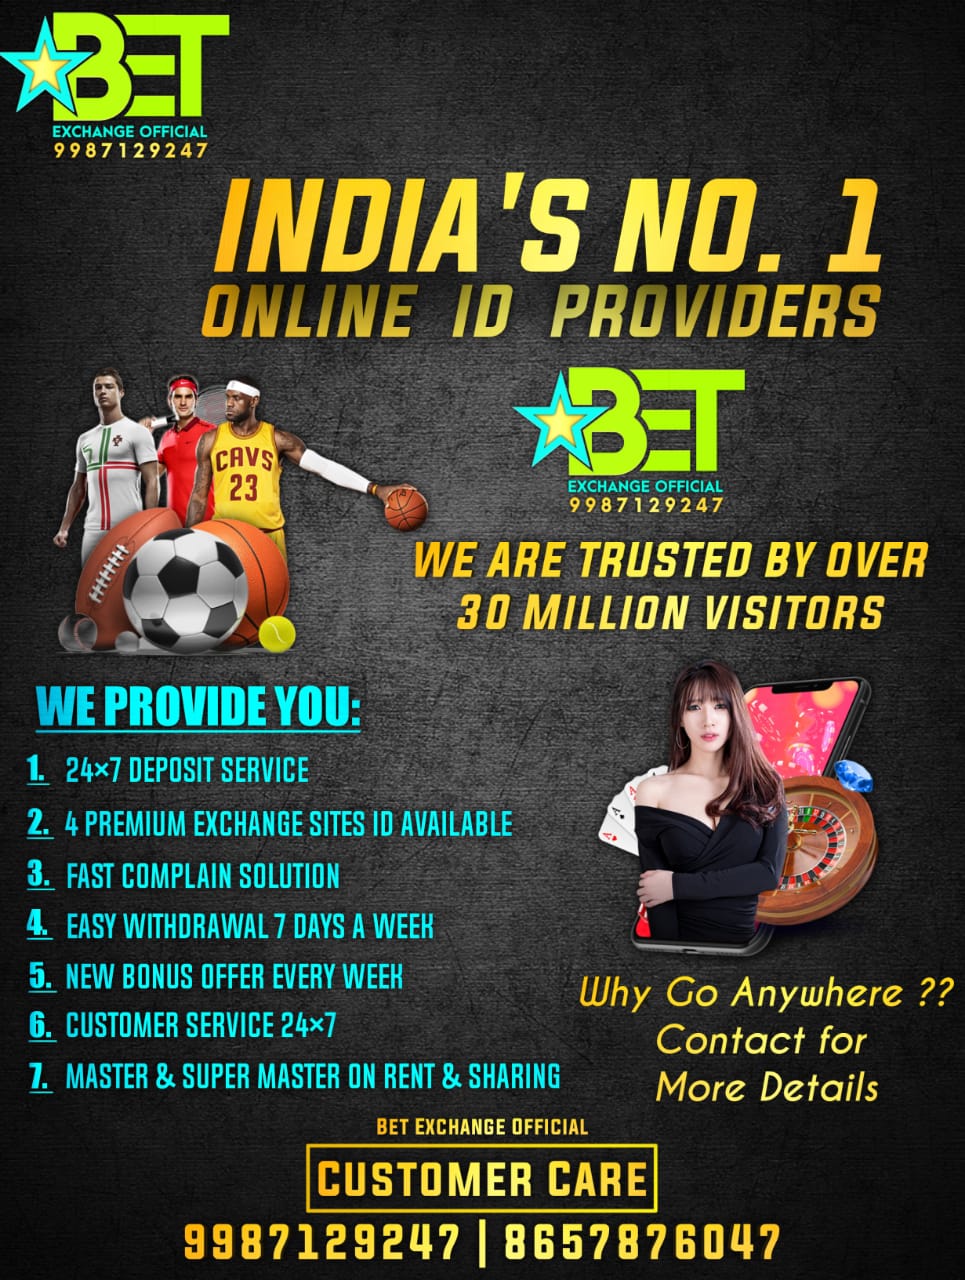 BET
EXCHANGE OFFICIAL
9987129247
INDIA'S NO. 1
ONLINE ID PROVIDERS
BET
EXCHANGE OFFICIAL
9987129247
CAVS
23
WE ARE TRUSTED BY OVER
30 MILLION VISITORS
WE PROVIDE YOU:
1. 24×7 DEPOSIT SERVICE
2. 4 PREMIUM EXCHANGE SITES ID AVAILABLE
3. FAST COMPLAIN SOLUTION
4. EASY WITHDRAWAL 7 DAYS A WEEK
5. NEW BONUS OFFER EVERY WEEK
6. CUSTOMER SERVICE 24×7
7. MASTER & SUPER MASTER ON RENT & SHARING
Why Go Anywhere ??
Contact for
More Details
BET EXCHANGE OFFICIAL
CUSTOMER CARE
9987129247 | 8657876047